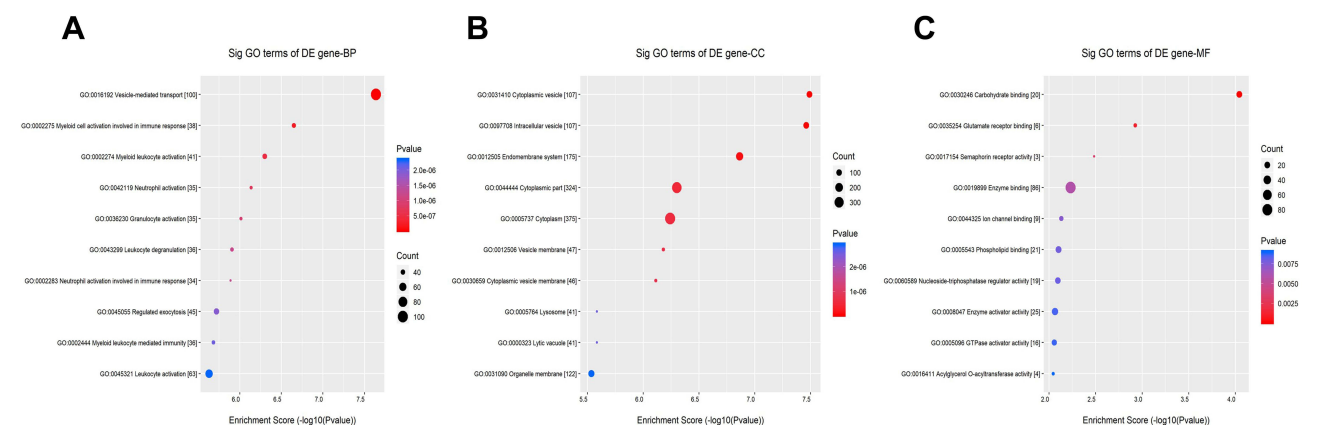 A
Sig GO terms of DE gene-BP
GO:0016192 Vesicle-mediated transport [100]
GO:0002275 Myeloid cell activation involved in immune response [38]
GO:0002274 Myeloid leukocyte activation [41]
GO:0042119 Neutrophil activation [35]
GO:0036230 Granulocyte activation [35]
GO:0043299 Leukocyte degranulation [36]
GO:0002283 Neutrophil activation involved in immune response [34]
GO:0045055 Regulated exocytosis [45]
GO:0002444 Myeloid leukocyte mediated immunity [36]
GO:0045321 Leukocyte activation [63]
6.0
6.5
7.0
7.5
Enrichment Score (-log10(Pvalue))
Pvalue
2.0e-06
1.5e-06
1.0e-06
5.0e-07
Count
40
60
80
100
B
Sig GO terms of DE gene-CC
GO:0031410 Cytoplasmic vesicle [107]
GO:0097708 Intracellular vesicle [107]
GO:0012505 Endomembrane system [175]
GO:0044444 Cytoplasmic part [324]
GO:0005737 Cytoplasm [375]
GO:0012506 Vesicle membrane [47]
GO:0030659 Cytoplasmic vesicle membrane [46]
GO:0005764 Lysosome [41]
GO:0000323 Lytic vacuole [41]
GO:0031090 Organelle membrane [122]
5.5
6.0
6.5
7.0
7.5
Enrichment Score (-log10(Pvalue))
Count
100
200
300
Pvalue
2e-06
1e-06
C
Sig GO terms of DE gene-MF
GO:0030246 Carbohydrate binding [20]
GO:0035254 Glutamate receptor binding [6]
GO:0017154 Semaphorin receptor activity [3]
GO:0019899 Enzyme binding [86]
GO:0044325 Ion channel binding [9]
GO:0005543 Phospholipid binding [21]
GO:0060589 Nucleoside-triphosphatase regulator activity [19]
GO:0008047 Enzyme activator activity [25]
GO:0005096 GTPase activator activity [16]
GO:0016411 Acylglycerol O-acyltransferase activity [4]
2.0
2.5
3.0
3.5
4.0
Enrichment Score (-log10(Pvalue))
Count
20
40
60
80
Pvalue
0.0075
0.0050
0.0025